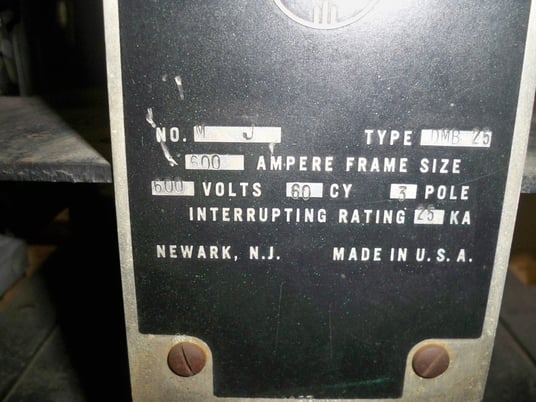 NO. M J TYPE DMB 25
600 AMPERE FRAME SIZE
600 VOLTS 60 CY 3 POLE
INTERRUPTING RATING 25 KA
NEWARK, N.J. MADE IN U.S.A.